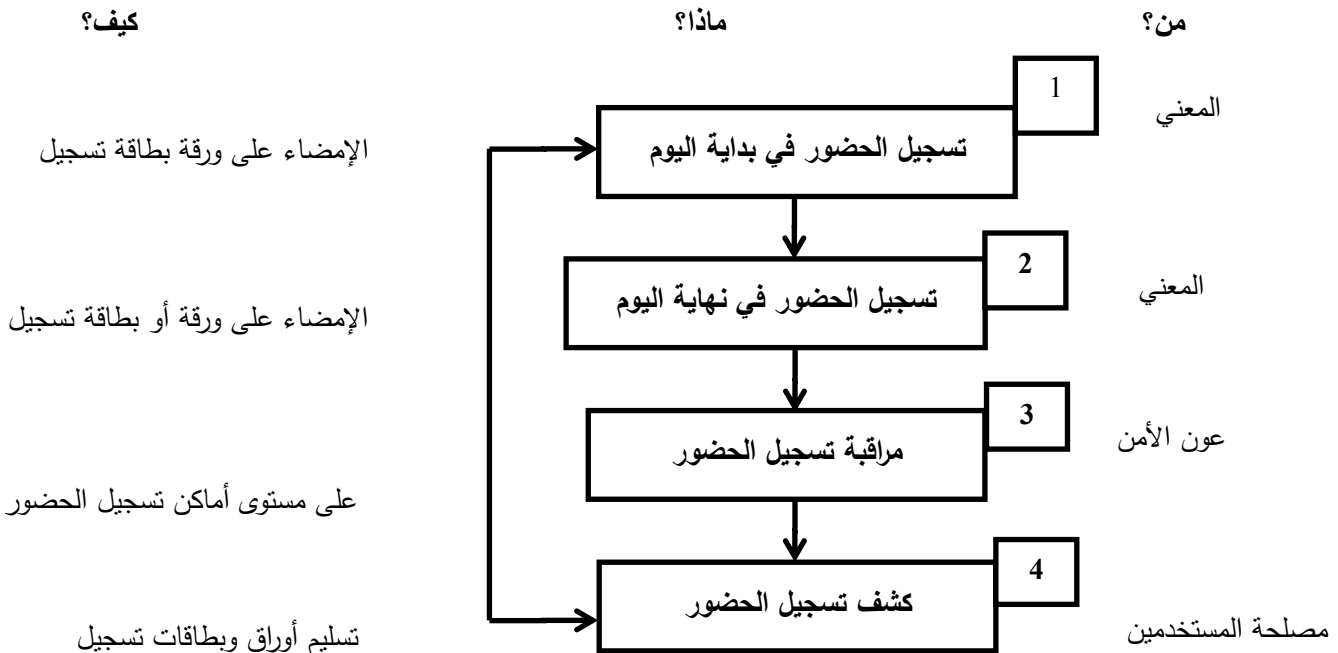 من؟ ماذا؟ كيف؟
1
المعني
تسجيل الحضور في بداية اليوم
الإمضاء على ورقة بطاقة تسجيل
2
المعني
تسجيل الحضور في نهاية اليوم
الإمضاء على ورقة أو بطاقة تسجيل
3
عون الأمن
مراقبة تسجيل الحضور
على مستوى أماكن تسجيل الحضور
4
مصلحة المستخدمين
كشف تسجيل الحضور
تسليم أوراق وبطاقات تسجيل